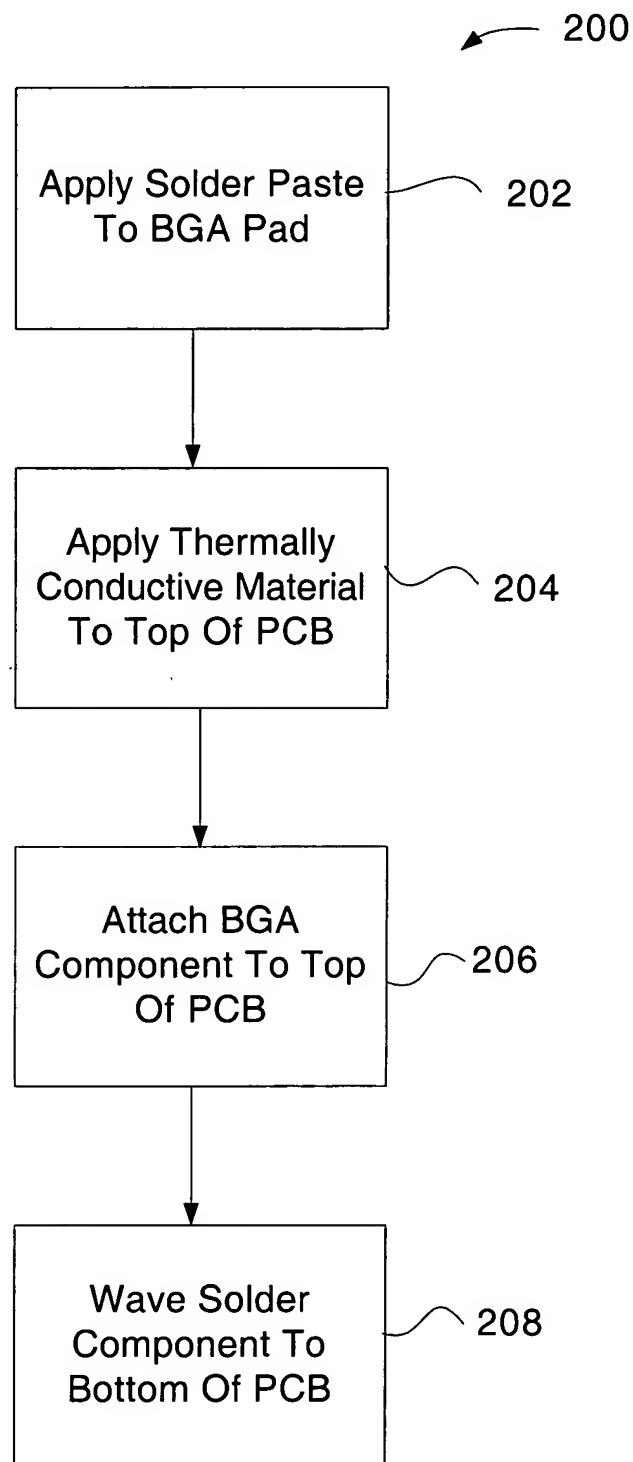 200
Apply Solder Paste
To BGA Pad
202
Apply Thermally
Conductive Material
To Top Of PCB
204
Attach BGA
Component To Top
Of PCB
206
Wave Solder
Component To
Bottom Of PCB
208